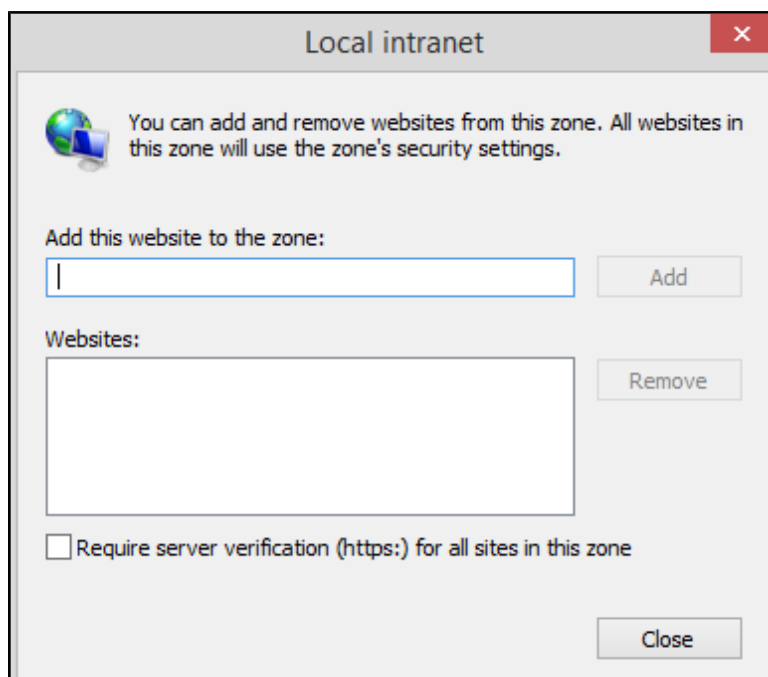 Local intranet
You can add and remove websites from this zone. All websites in
this zone will use the zone's security settings.
Add this website to the zone:
Add
Websites:
Remove
Require server verification (https:) for all sites in this zone
Close